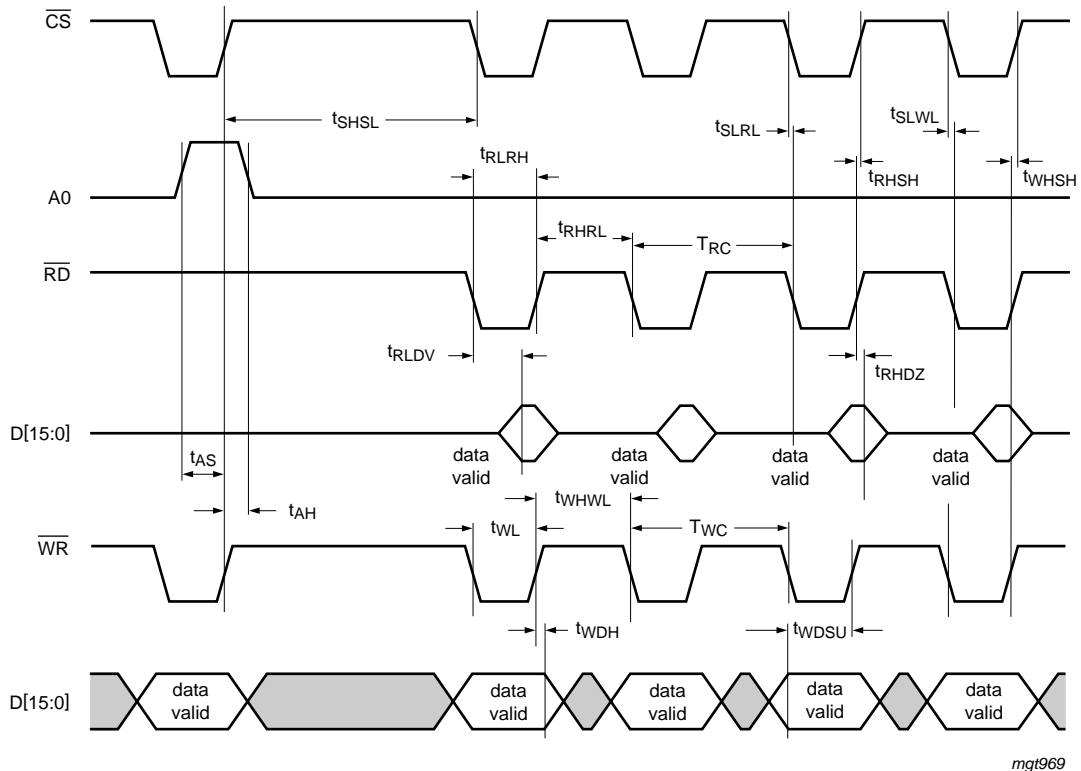 CS
tSHSL
tSLRL
tSLWL
tRLRH
tRHSH
tWHSH
A0
tRHRL
TRC
RD
tRLDV
tRHDZ
D[15:0]
data valid
data valid
data valid
data valid
tAS
tAH
tWHWL
tWL
TWC
WR
tWDH
tWDSU
D[15:0]
data valid
data valid
data valid
data valid
data valid
mgt969